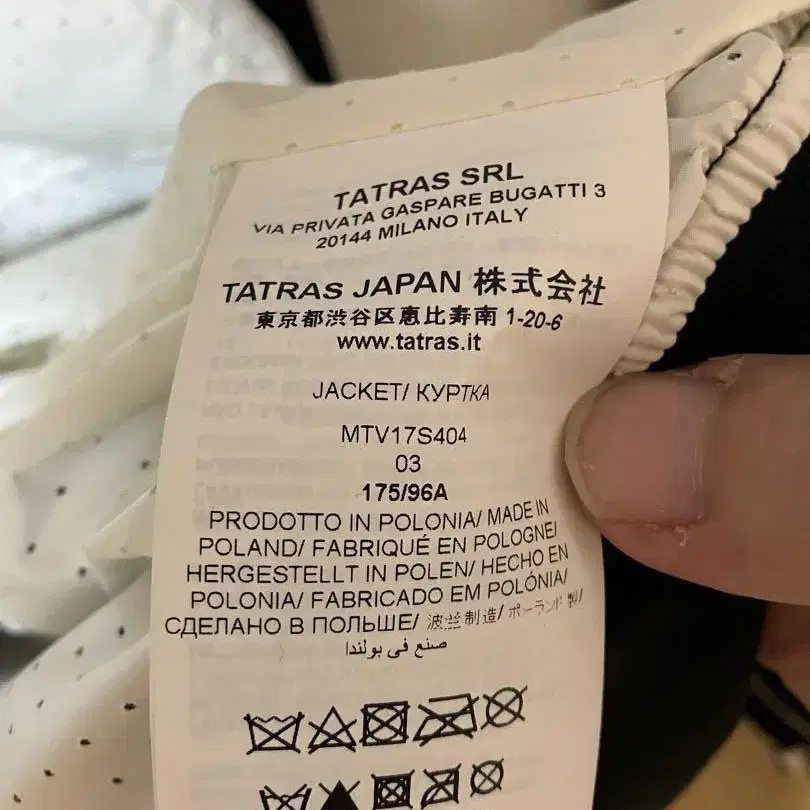 TATRAS SRL
VIA PRIVATA GASPARE BUGATTI 3
20144 MILANO ITALY
TATRAS JAPAN 株式会社
東京都渋谷区恵比寿南 1-20-6
www.tatras.it
JACKET/ КУРТКА
MTV17S404
03
175/96A
PRODOTTO IN POLONIA/ MADE IN
POLAND/ FABRIQUÉ EN POLOGNE/
HERGESTELLT IN POLEN/ HECHO EN
POLONIA/ FABRICADO EM POLÓNIA/
СДЕЛАНО В ПОЛЬШЕ/ 波兰制造/ ポーランド製/
صنع في بولندا